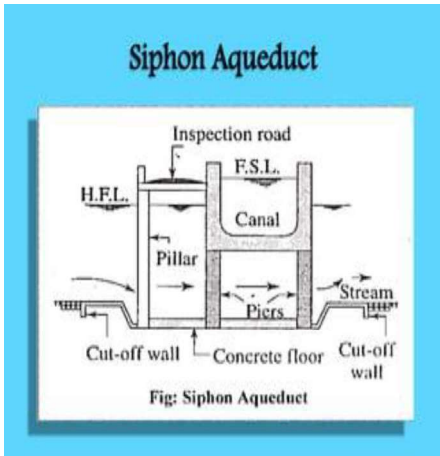 Siphon Aqueduct
Inspection road
F.S.L.
H.F.L.
Canal
Pillar
Stream
Piers
Cut-off wall
Concrete floor
Cut-off
wall
Fig: Siphon Aqueduct